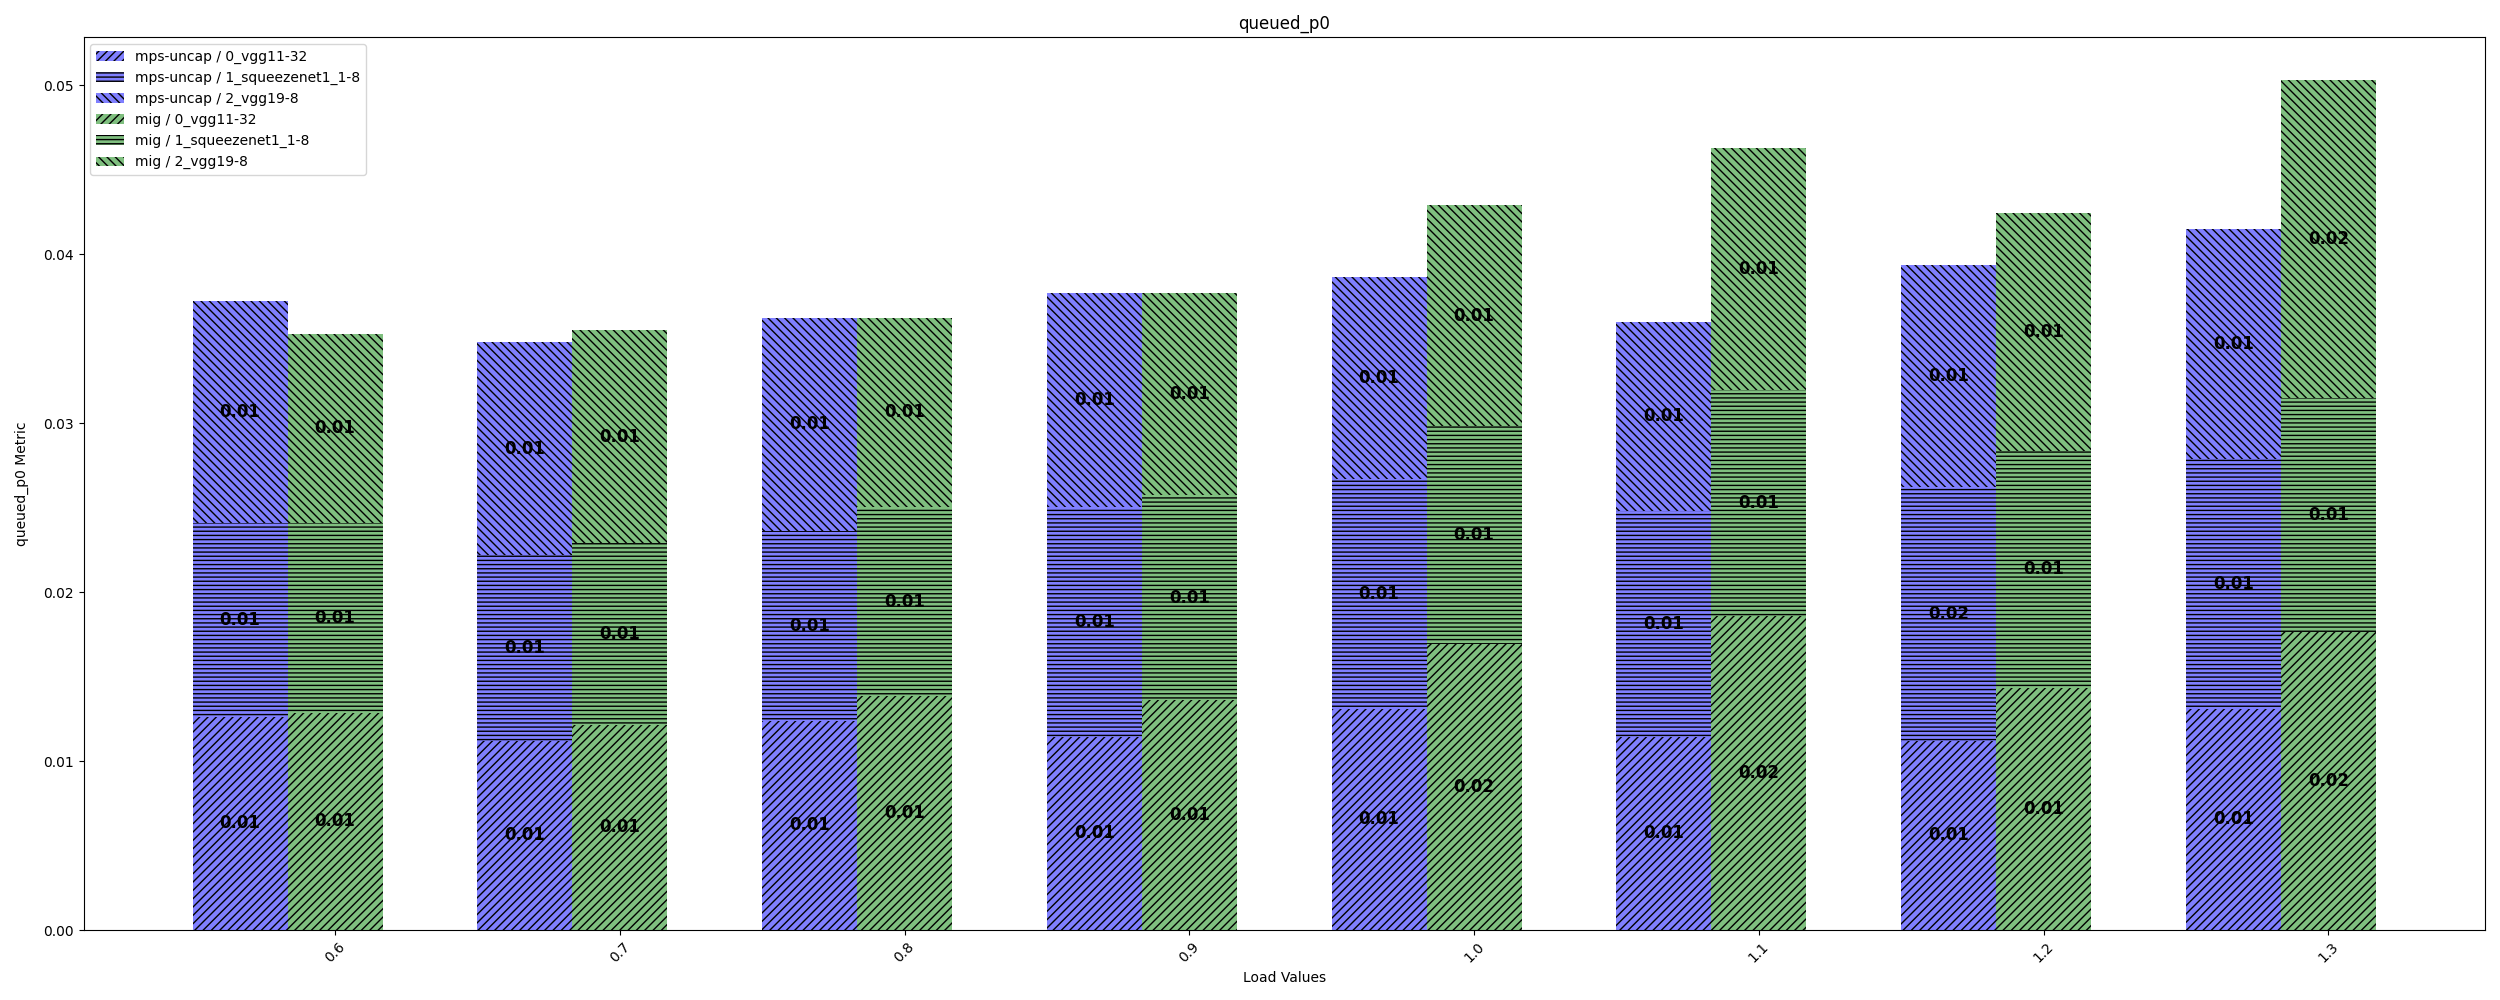 queued_p0
mps-uncap / 0_vgg11-32
mps-uncap / 1_squeezenet1_1-8
mps-uncap / 2_vgg19-8
mig / 0_vgg11-32
mig / 1_squeezenet1_1-8
mig / 2_vgg19-8
queued_p0 Metric
0.05
0.04
0.03
0.02
0.01
0.00
0.01 0.01 0.01 0.01 0.01 0.01 0.01 0.01 0.01 0.01 0.01 0.01 0.01 0.01 0.01 0.02
0.01 0.01 0.01 0.01 0.01 0.01 0.01 0.01 0.01 0.01 0.01 0.01 0.02 0.01 0.01 0.01
0.01 0.01 0.01 0.01 0.01 0.01 0.01 0.01 0.01 0.02 0.01 0.02 0.01 0.01 0.01 0.02
0.6 0.7 0.8 0.9 1.0 1.1 1.2 1.3
Load Values